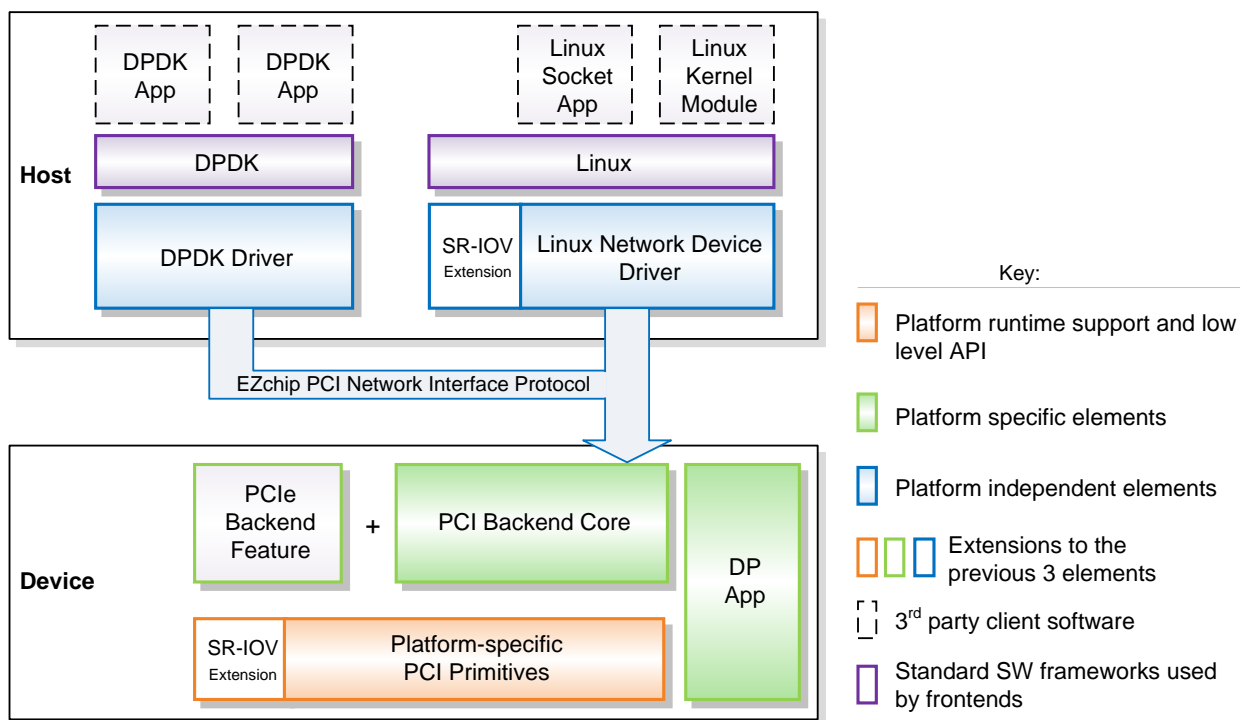 DPDK
App
DPDK
App
Linux
Socket
App
Linux
Kernel
Module
Host
DPDK
Linux
DPDK Driver
SR-IOV
Extension
Linux Network Device
Driver
EZchip PCI Network Interface Protocol
Device
PCIe
Backend
Feature
+
PCI Backend Core
DP
App
SR-IOV
Extension
Platform-specific
PCI Primitives
Key:
Platform runtime support and low
level API
Platform specific elements
Platform independent elements
Extensions to the
previous 3 elements
3rd party client software
Standard SW frameworks used
by frontends